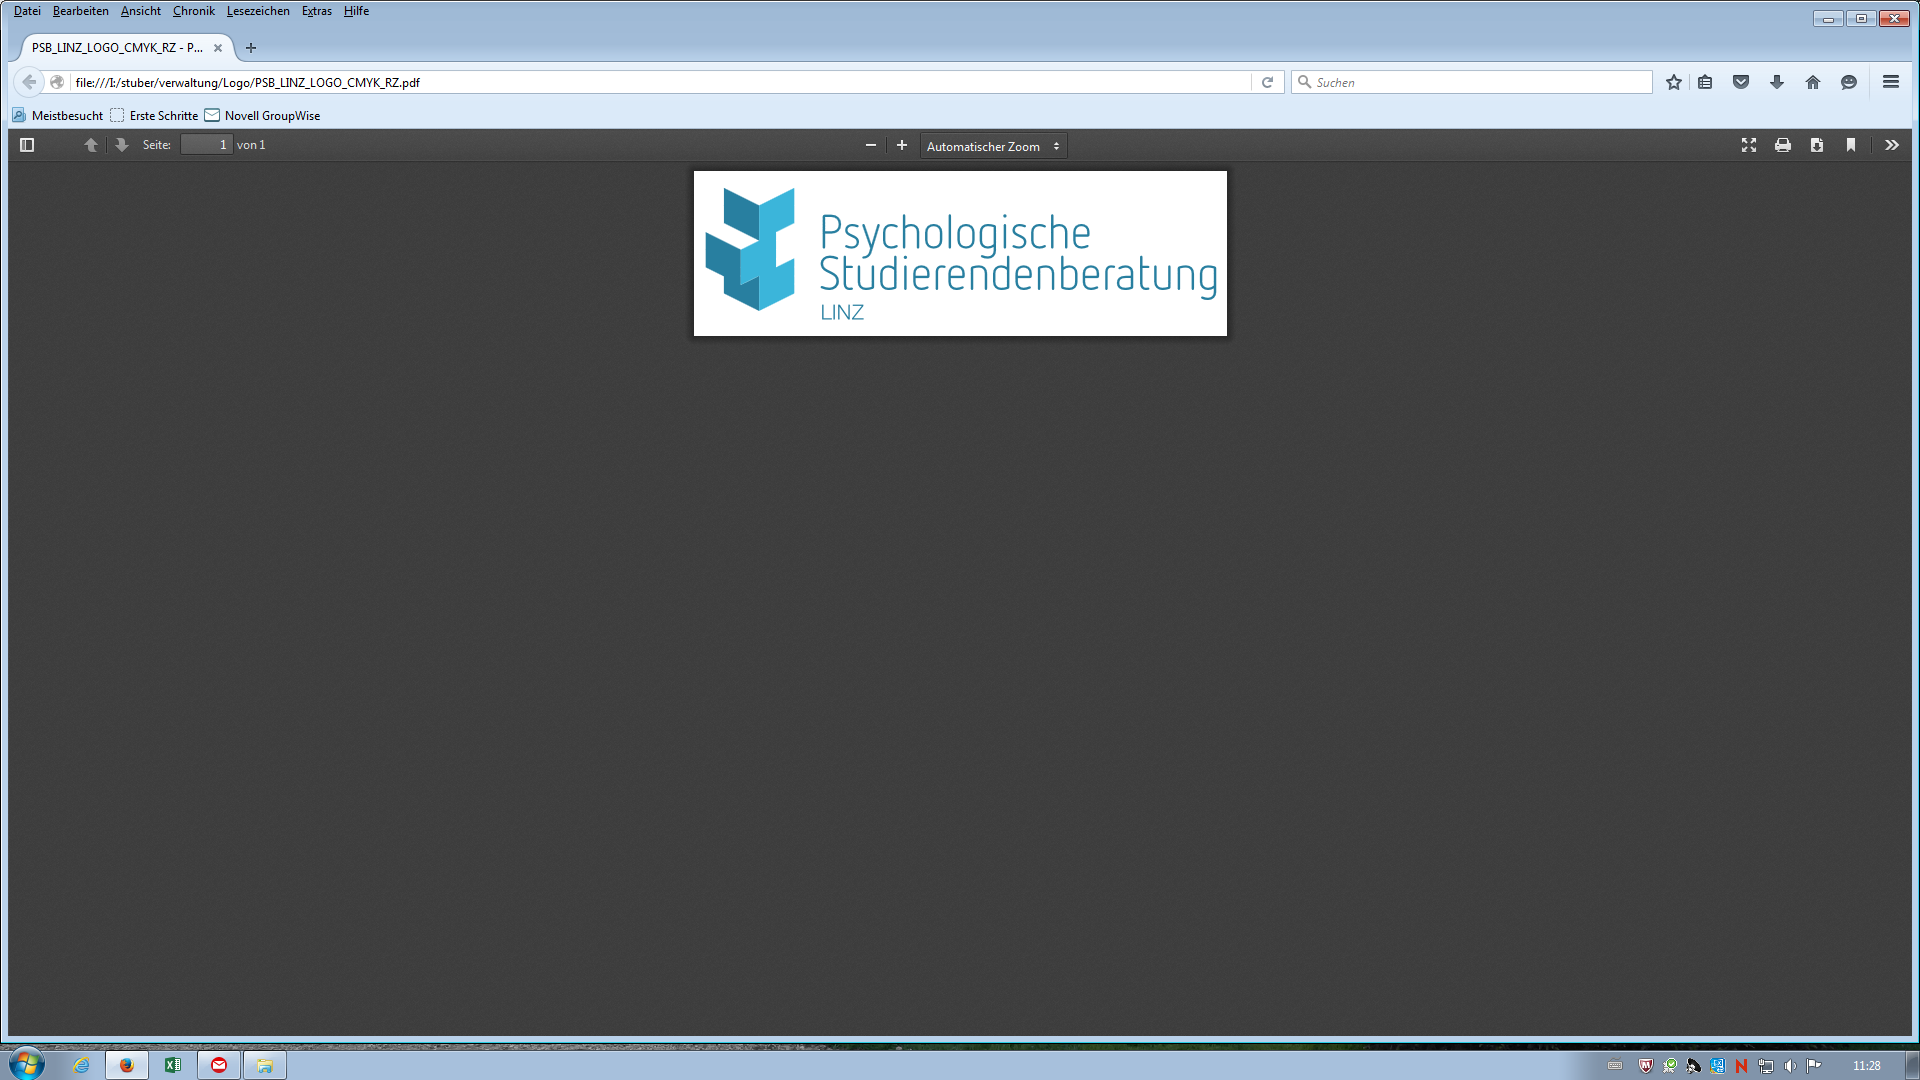 Datei Bearbeiten Ansicht Chronik Lesezeichen Extras Hilfe
PSB_LINZ_LOGO_CMYK_RZ - P...
file:///I:/stuber/verwaltung/Logo/PSB_LINZ_LOGO_CMYK_RZ.pdf
Suchen
Meistbesucht Erste Schritte Novell GroupWise
Seite: 1 von 1
Automatischer Zoom
Psychologische
Studierendenberatung
LINZ
11:28